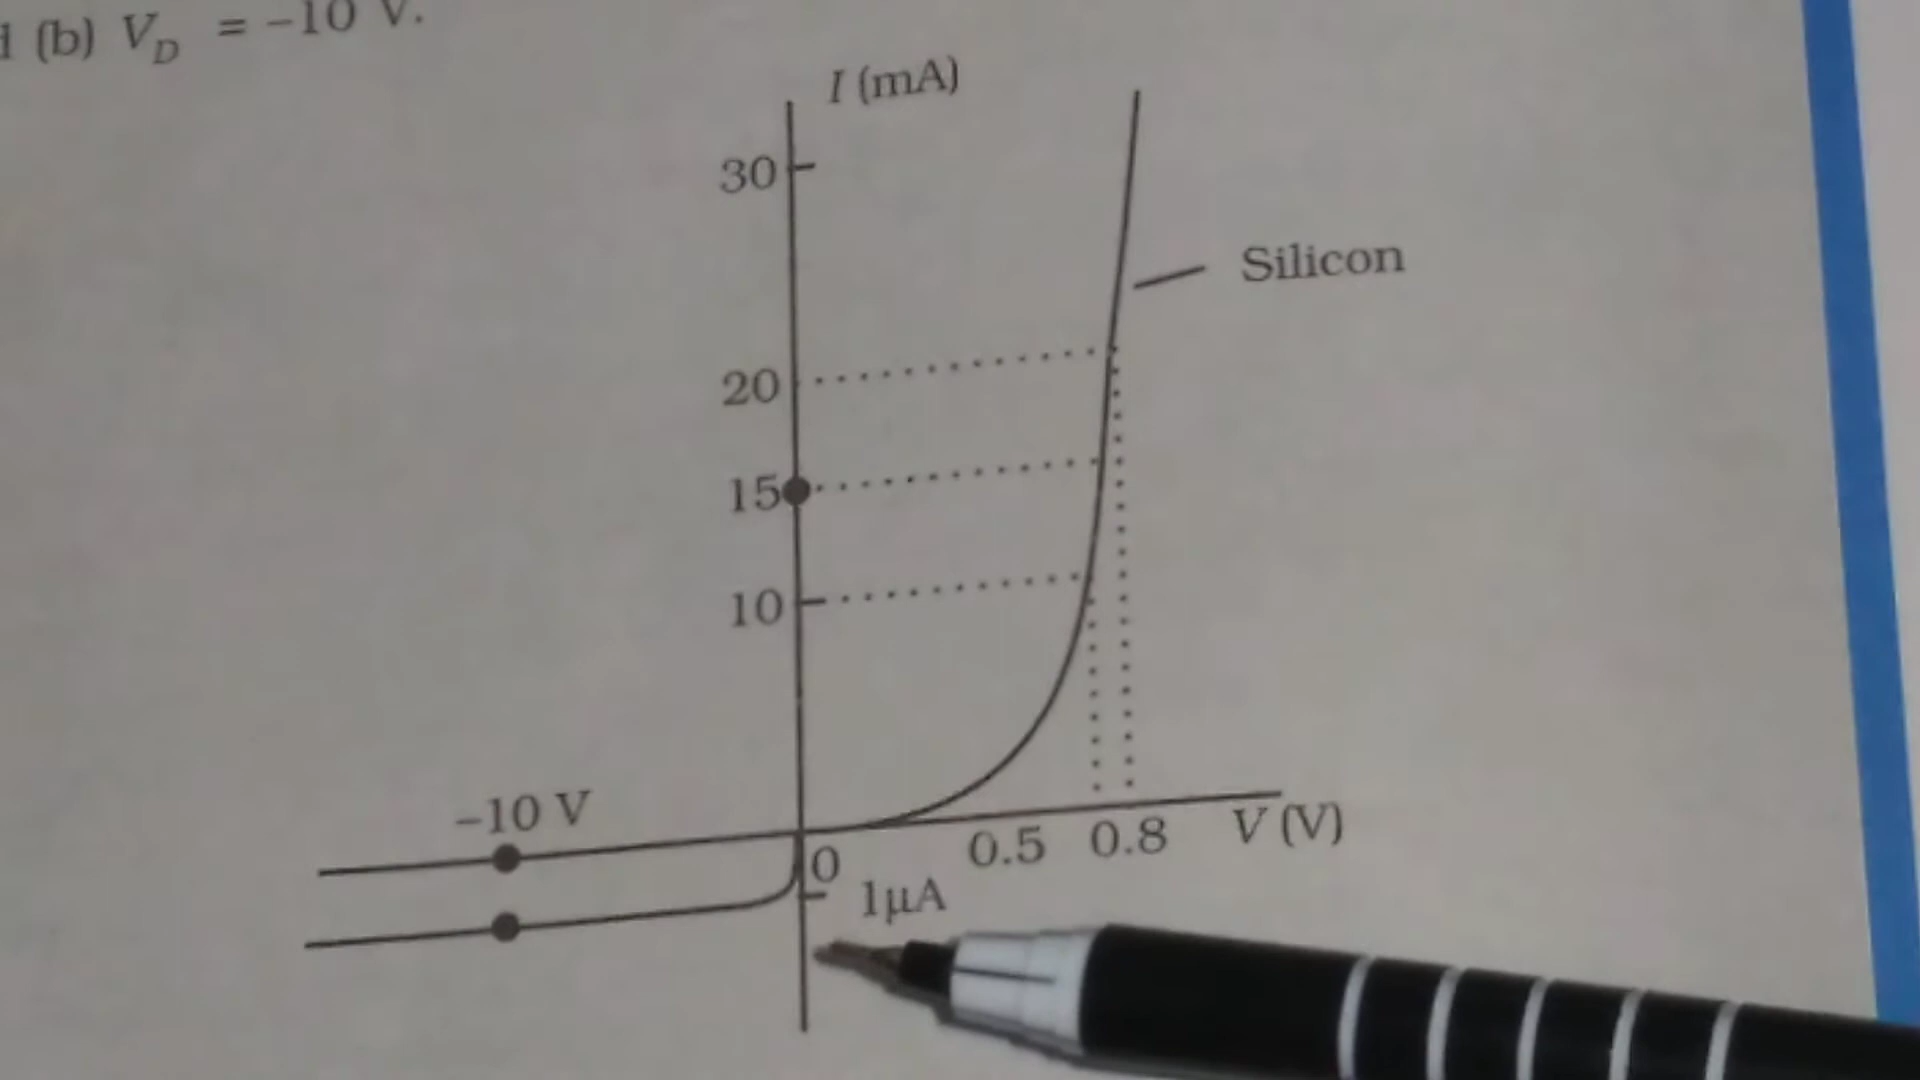 (b) V_D = –10 V.
I (mA)
30
Silicon
20
15
10
–10 V
0
0.5
0.8
V (V)
1µA